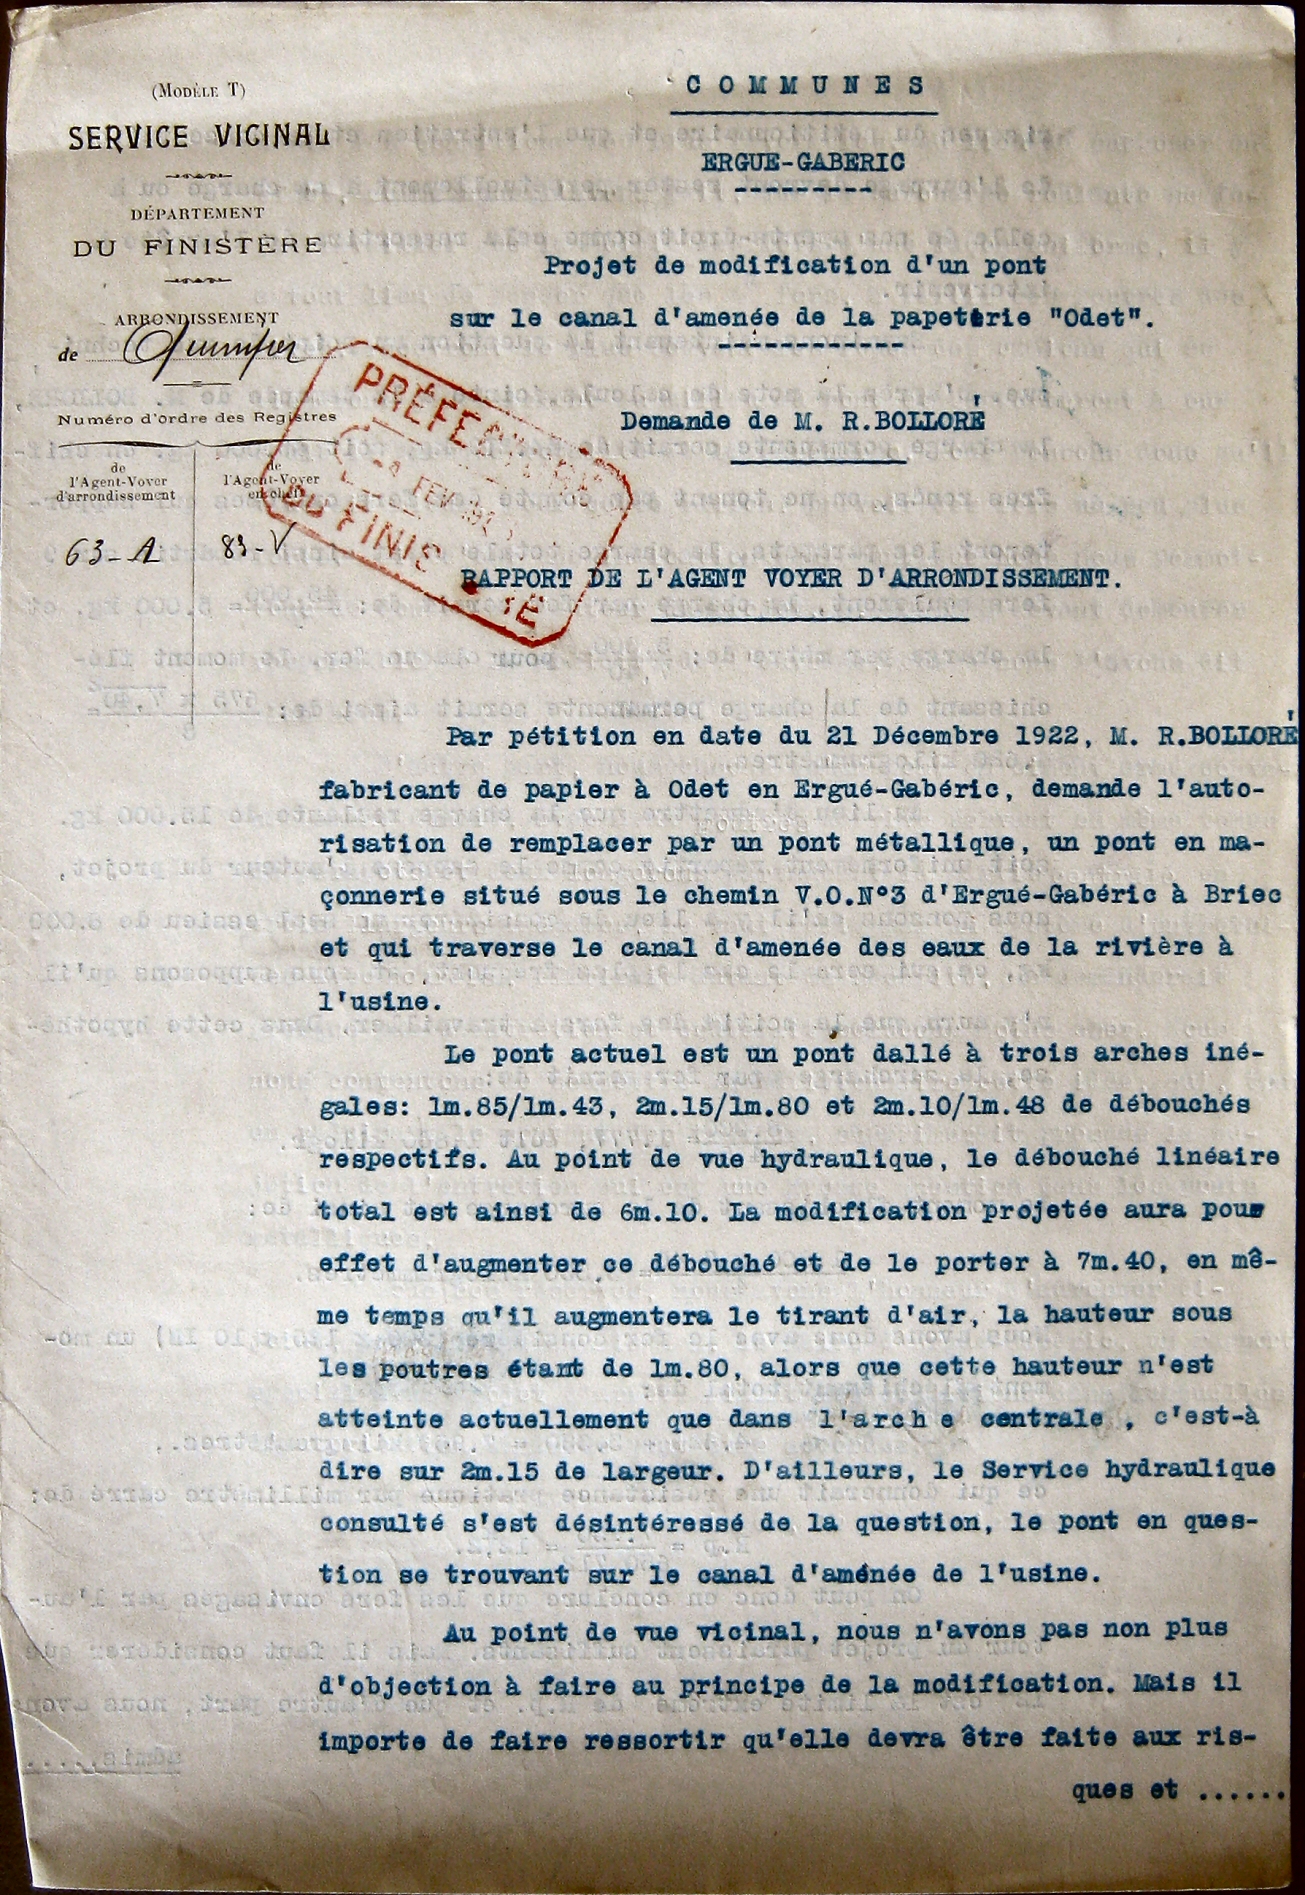 (Modèle T)
SERVICE VICINAL
DÉPARTEMENT
DU FINISTÈRE
ARRONDISSEMENT
de Quimper
Numéro d'ordre des Registres
de
l'Agent-Voyer
d'arrondissement
de
l'Agent-Voyer
en chef
63-A
83-V
PRÉFECTURE
FEV
DU FINIS
COMMUNES
ERGUE-GABERIC
Projet de modification d'un pont
sur le canal d'amenée de la papeterie "Odet".
Demande de M. R.BOLLORÉ
RAPPORT DE L'AGENT VOYER D'ARRONDISSEMENT.
Par pétition en date du 21 Décembre 1922, M. R.BOLLORÉ
fabricant de papier à Odet en Ergué-Gabéric, demande l'auto-
risation de remplacer par un pont métallique, un pont en ma-
çonnerie situé sous le chemin V.O.N°3 d'Ergué-Gabéric à Briec
et qui traverse le canal d'amenée des eaux de la rivière à
l'usine.
Le pont actuel est un pont dallé à trois arches iné-
gales: 1m.85/1m.43, 2m.15/1m.80 et 2m.10/1m.48 de débouchés
respectifs. Au point de vue hydraulique, le débouché linéaire
total est ainsi de 6m.10. La modification projetée aura pour
effet d'augmenter ce débouché et de le porter à 7m.40, en mê-
me temps qu'il augmentera le tirant d'air, la hauteur sous
les poutres étant de 1m.80, alors que cette hauteur n'est
atteinte actuellement que dans l'arche centrale, c'est-à
dire sur 2m.15 de largeur. D'ailleurs, le Service hydraulique
consulté s'est désintéressé de la question, le pont en ques-
tion se trouvant sur le canal d'aménée de l'usine.
Au point de vue vicinal, nous n'avons pas non plus
d'objection à faire au principe de la modification. Mais il
importe de faire ressortir qu'elle devra être faite aux ris-
ques et ......